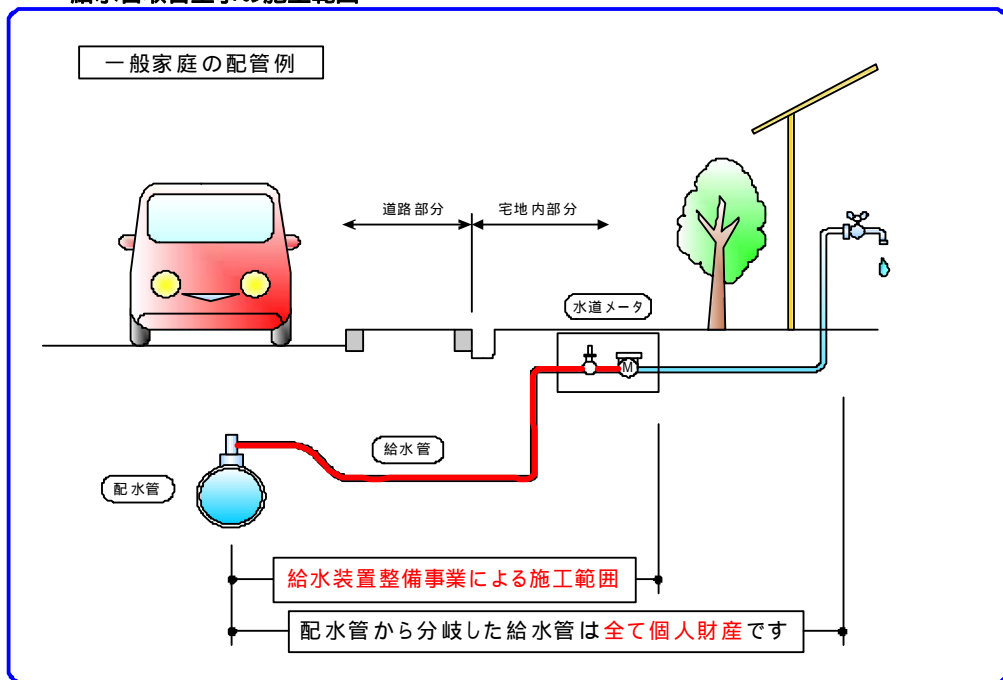 一般家庭の配管例
道路部分
宅地内部分
水道メータ
M
給水管
配水管
給水装置整備事業による施工範囲
配水管から分岐した給水管は全て個人財産です